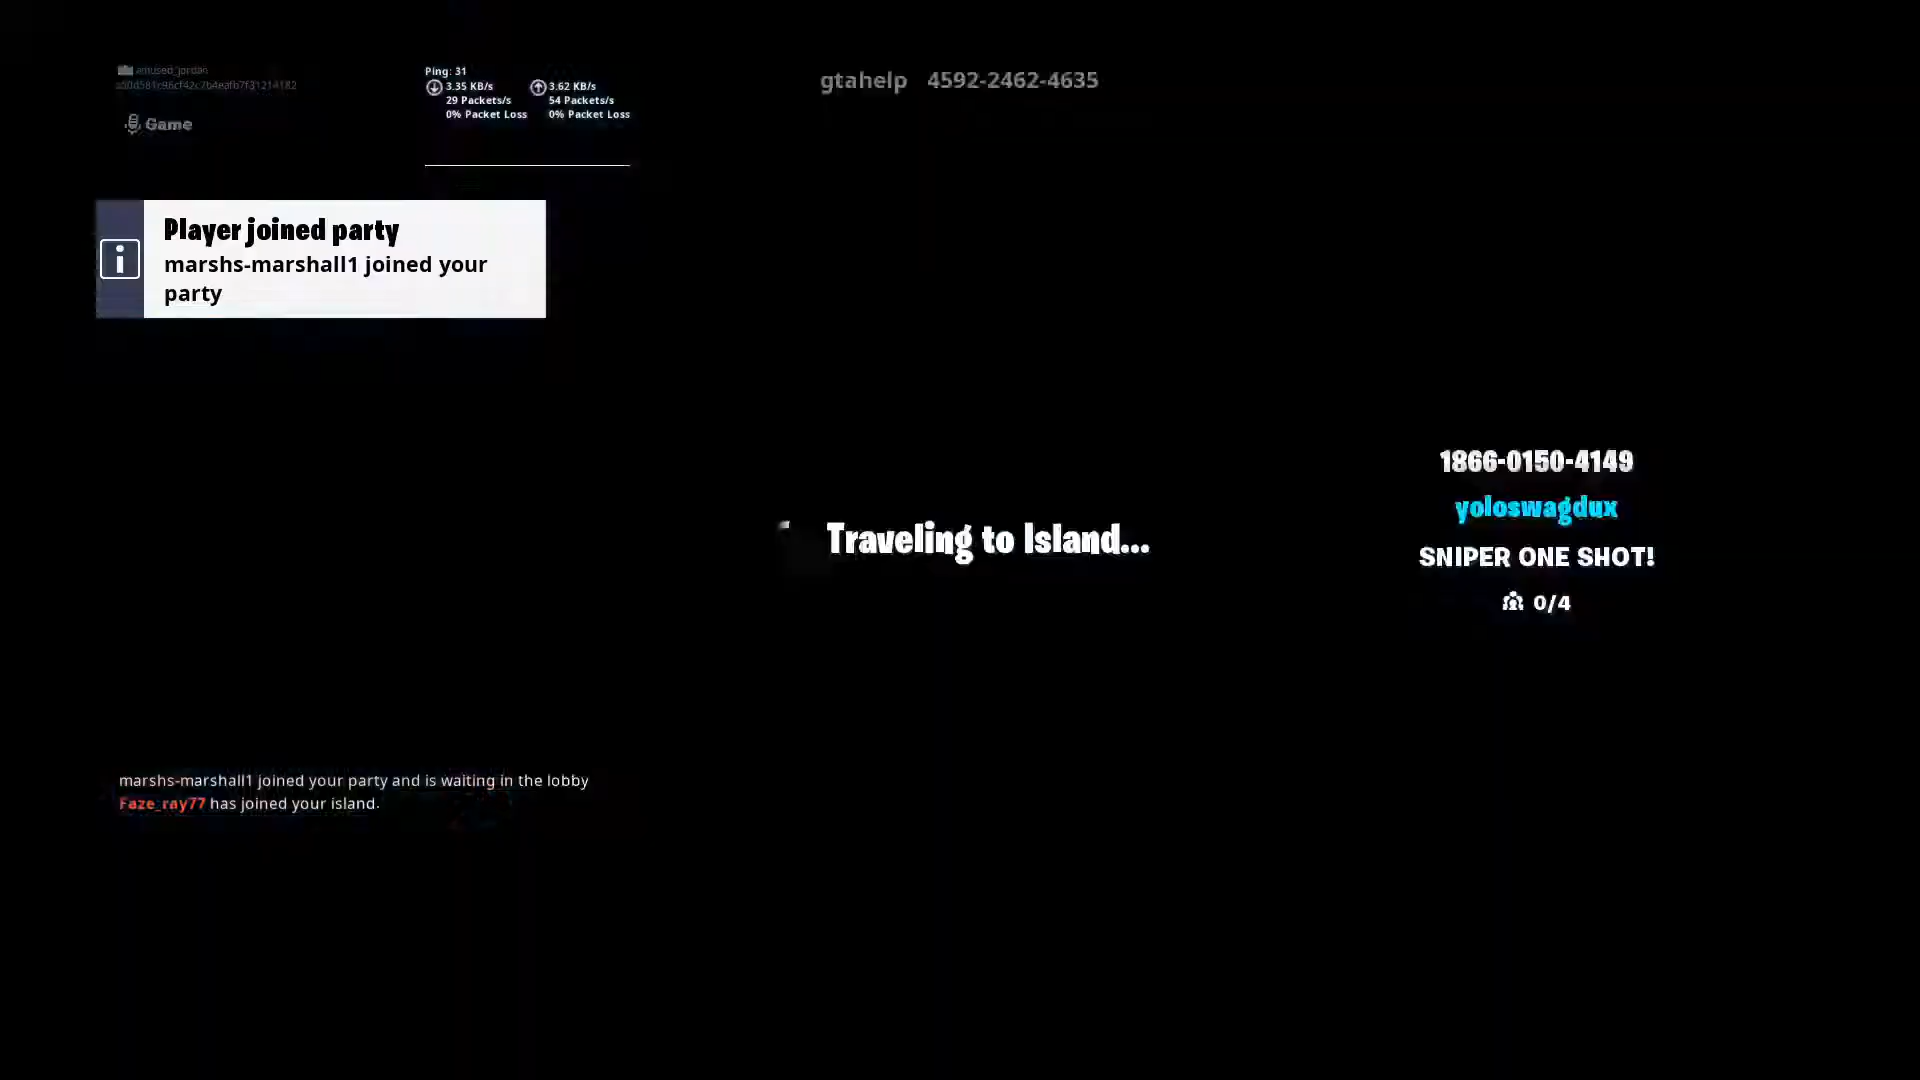 amused_jordan
Game
Ping: 31
3.35 KB/s
29 Packets/s
0% Packet Loss
3.62 KB/s
54 Packets/s
0% Packet Loss
gtahelp 4592-2462-4635
Player joined party
marshs-marshall1 joined your
party
Traveling to Island...
1866-0150-4149
yoloswagdux
SNIPER ONE SHOT!
0/4
marshs-marshall1 joined your party and is waiting in the lobby
Faze_ray77 has joined your island.